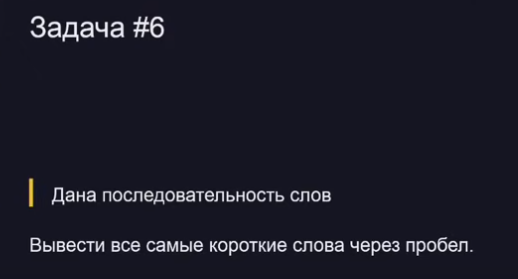 Задача #6
Дана последовательность слов
Вывести все самые короткие слова через пробел.